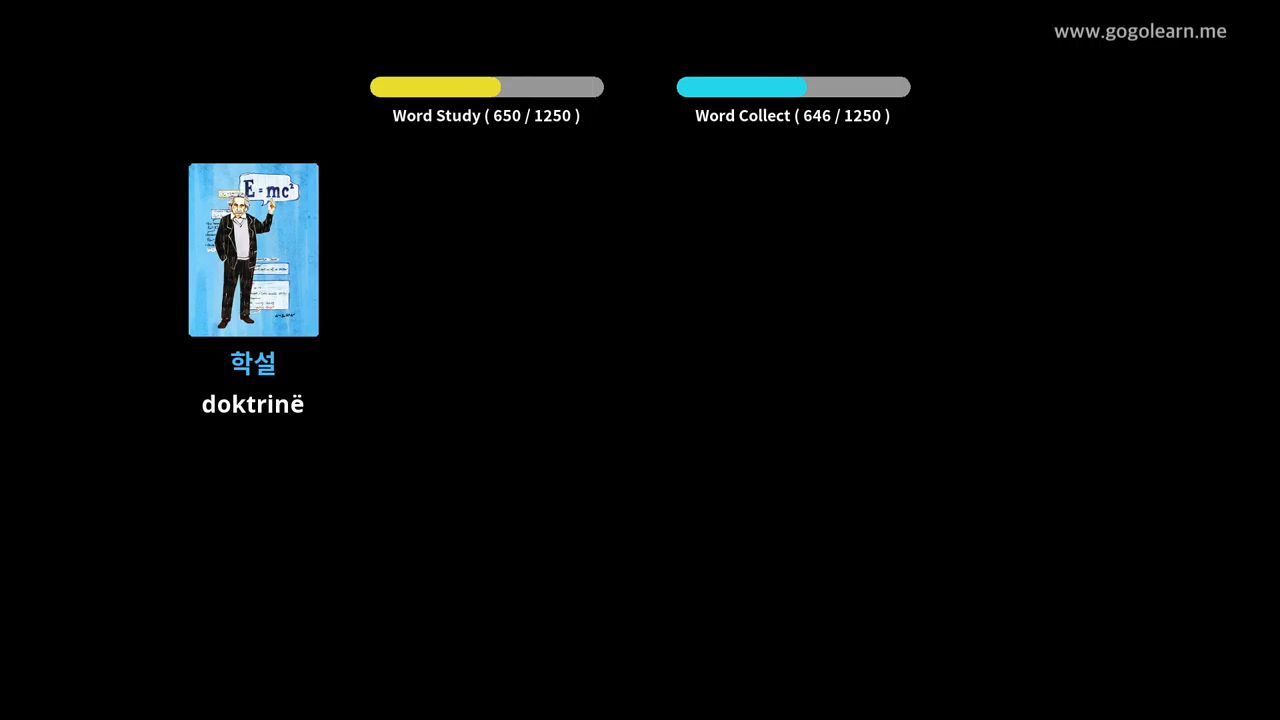 www.gogolearn.me
Word Study ( 650 / 1250 )
Word Collect ( 646 / 1250 )
E = mc²
학설
doktrinë